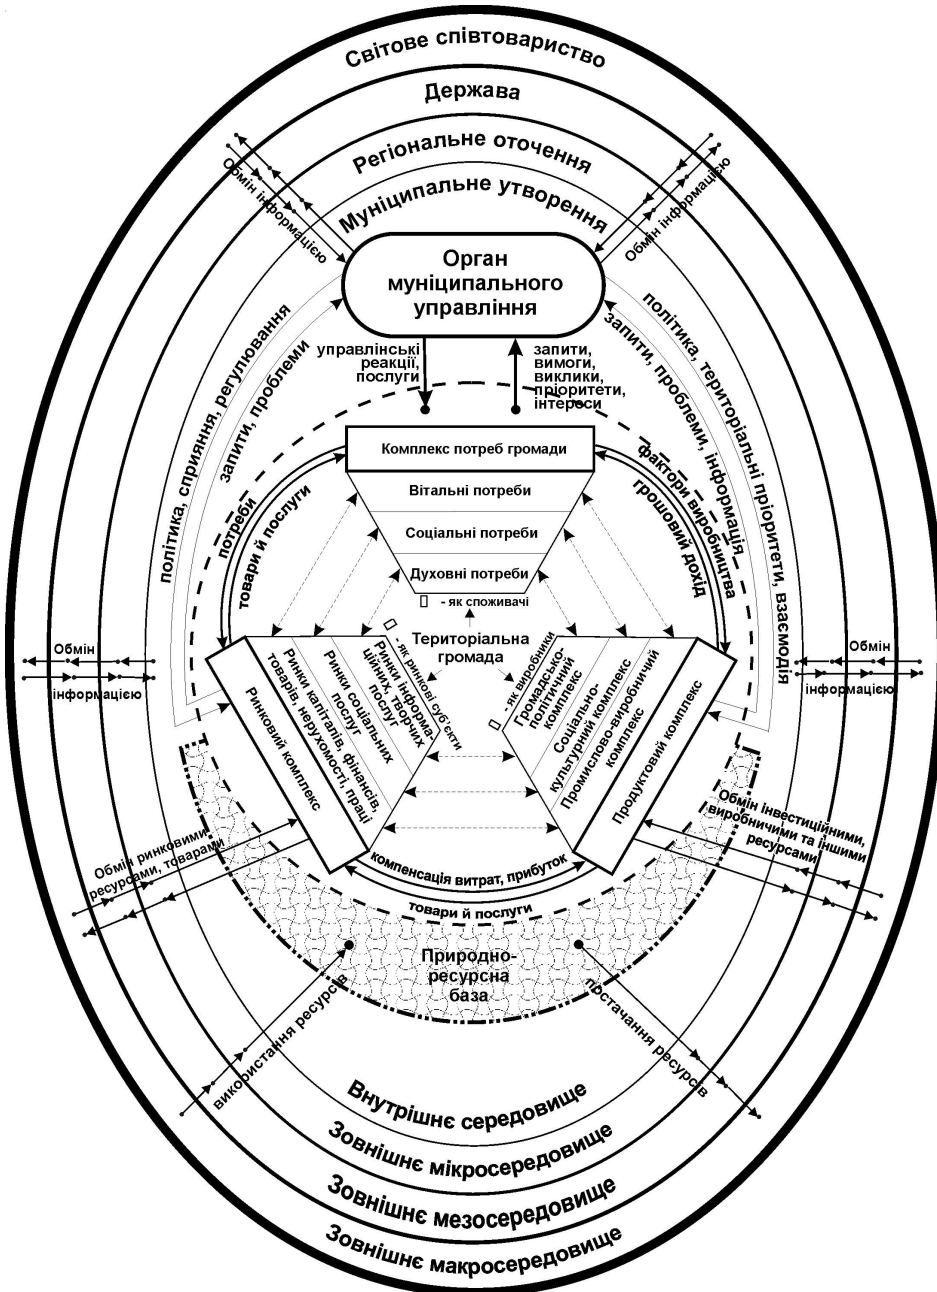 Світове співтовариство
Держава
Регіональне оточення
Муніципальне утворення
Обмін інформацією
Обмін інформацією
Орган
муніципального
управління
політика, сприяння, регулювання
запити, проблеми
політика, територіальні пріоритети, взаємодія
запити, проблеми, інформація
управлінські
реакції,
послуги
запити,
вимоги,
виклики,
пріоритети,
інтереси
Комплекс потреб громади
Вітальні потреби
Соціальні потреби
Духовні потреби
- як споживачі
потреби
товари й послуги
фактори виробництва
грошовий дохід
Територіальна
громада
- як ринкові суб'єкти
- як виробники
Ринки інформа-
ційних, творчих
послуг
Ринки соціальних
послуг
Ринки капіталів, фінансів,
товарів, нерухомості, праці
Ринковий комплекс
Громадсько-
політичний
комплекс
Соціально-
культурний комплекс
Промислово-виробничий
комплекс
Продуктовий комплекс
Обмін
інформацією
Обмін
інформацією
Обмін ринковими
ресурсами, товарами
Обмін інвестиційними,
виробничими та іншими
ресурсами
компенсація витрат, прибуток
товари й послуги
Природно-
ресурсна
база
використання ресурсів
постачання ресурсів
Внутрішнє середовище
Зовнішнє мікросередовище
Зовнішнє мезосередовище
Зовнішнє макросередовище